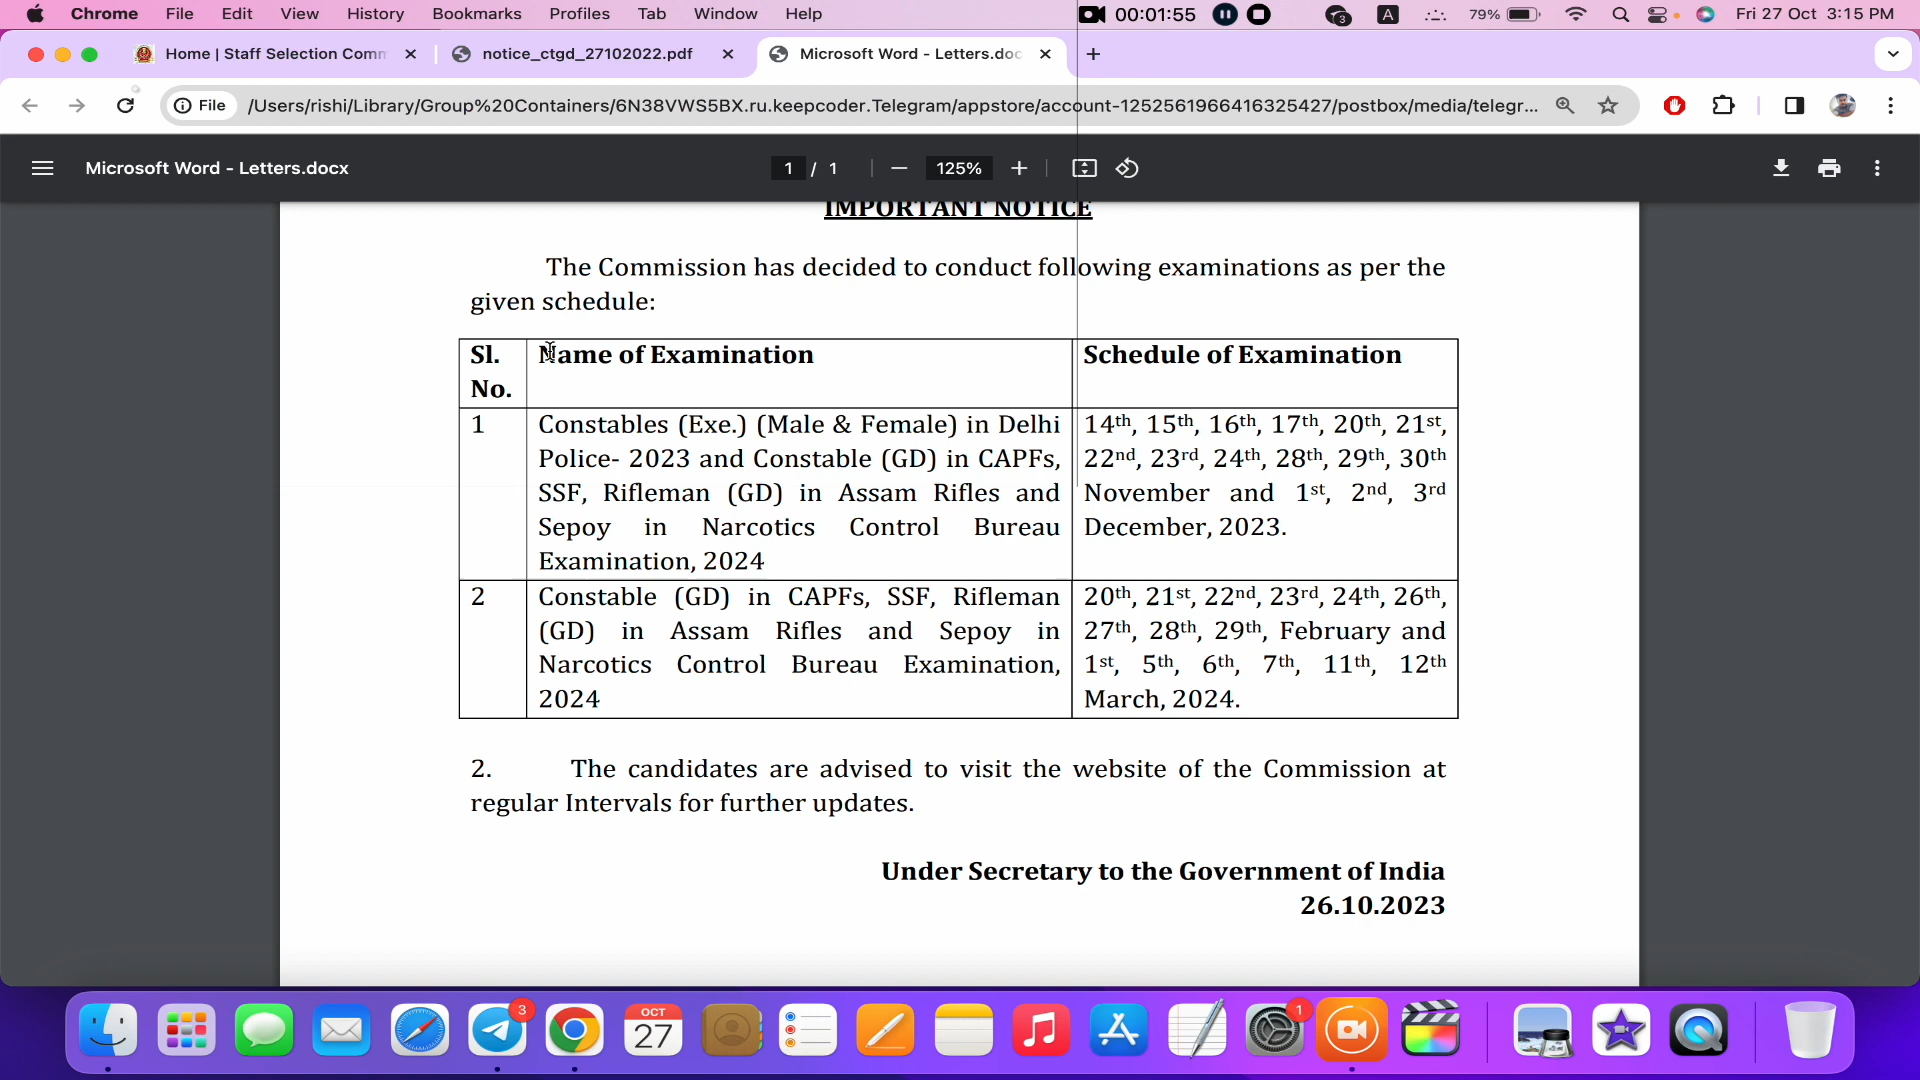 Chrome File Edit View History Bookmarks Profiles Tab Window Help 00:01:55 3 A 79% Fri 27 Oct 3:15 PM
Home | Staff Selection Comm notice_ctgd_27102022.pdf Microsoft Word - Letters.doc
File /Users/rishi/Library/Group%20Containers/6N38VWS5BX.ru.keepcoder.Telegram/appstore/account-1252561966416325427/postbox/media/telegr...
Microsoft Word - Letters.docx 1 / 1 125%
IMPORTANT NOTICE
The Commission has decided to conduct following examinations as per the
given schedule:
Sl. No.
Name of Examination
Schedule of Examination
1
Constables (Exe.) (Male & Female) in Delhi
Police- 2023 and Constable (GD) in CAPFs,
SSF, Rifleman (GD) in Assam Rifles and
Sepoy in Narcotics Control Bureau
Examination, 2024
14th, 15th, 16th, 17th, 20th, 21st,
22nd, 23rd, 24th, 28th, 29th, 30th
November and 1st, 2nd, 3rd
December, 2023.
2
Constable (GD) in CAPFs, SSF, Rifleman
(GD) in Assam Rifles and Sepoy in
Narcotics Control Bureau Examination,
2024
20th, 21st, 22nd, 23rd, 24th, 26th,
27th, 28th, 29th, February and
1st, 5th, 6th, 7th, 11th, 12th
March, 2024.
2. The candidates are advised to visit the website of the Commission at
regular Intervals for further updates.
Under Secretary to the Government of India
26.10.2023
3
OCT
27
1